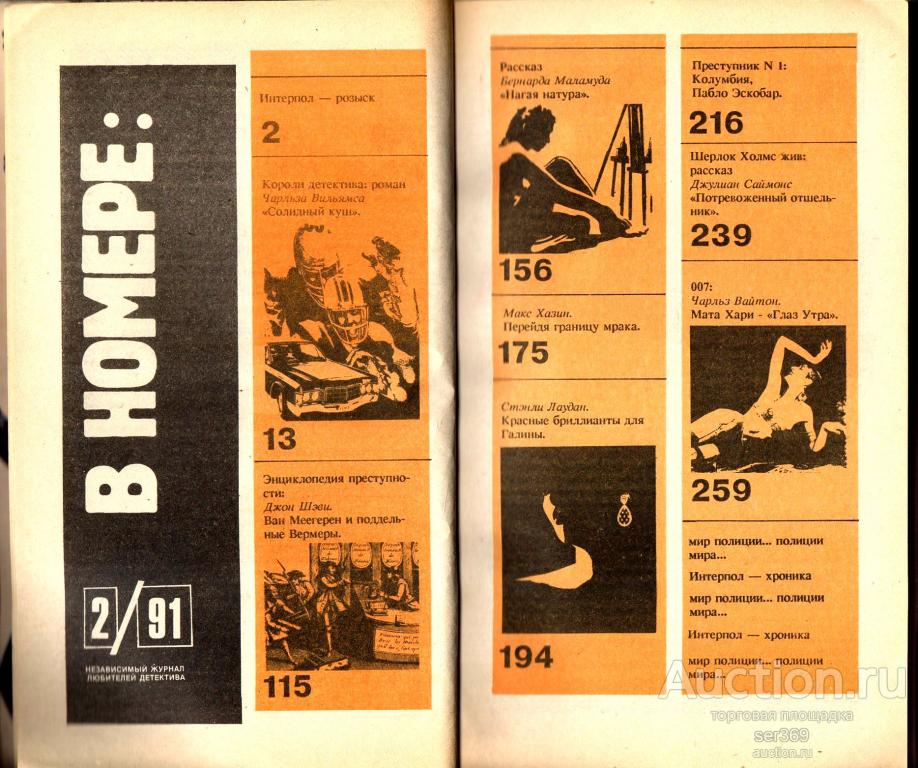 В НОМЕРЕ:
2/91
НЕЗАВИСИМЫЙ ЖУРНАЛ
ЛЮБИТЕЛЕЙ ДЕТЕКТИВА
Интерпол — розыск
2
Короли детектива: роман
Чарльза Вильямса
«Солидный куш».
13
Энциклопедия преступно-
сти:
Джон Шэви.
Ван Меегерен и поддель-
ные Вермеры.
115
Рассказ
Бернарда Маламуда
«Нагая натура».
156
Макс Хазин.
Перейдя границу мрака.
175
Стэнли Лаудан.
Красные бриллианты для
Галины.
194
Преступник N 1:
Колумбия,
Пабло Эскобар.
216
Шерлок Холмс жив:
рассказ
Джулиан Саймонс
«Потревоженный отшель-
ник».
239
007:
Чарльз Вайтон.
Мата Хари - «Глаз Утра».
259
мир полиции... полиции
мира...
Интерпол — хроника
мир полиции... полиции
мира...
Интерпол — хроника
мир полиции... полиции
мира...
Auction.ru
торговая площадка
ser369
auction.ru